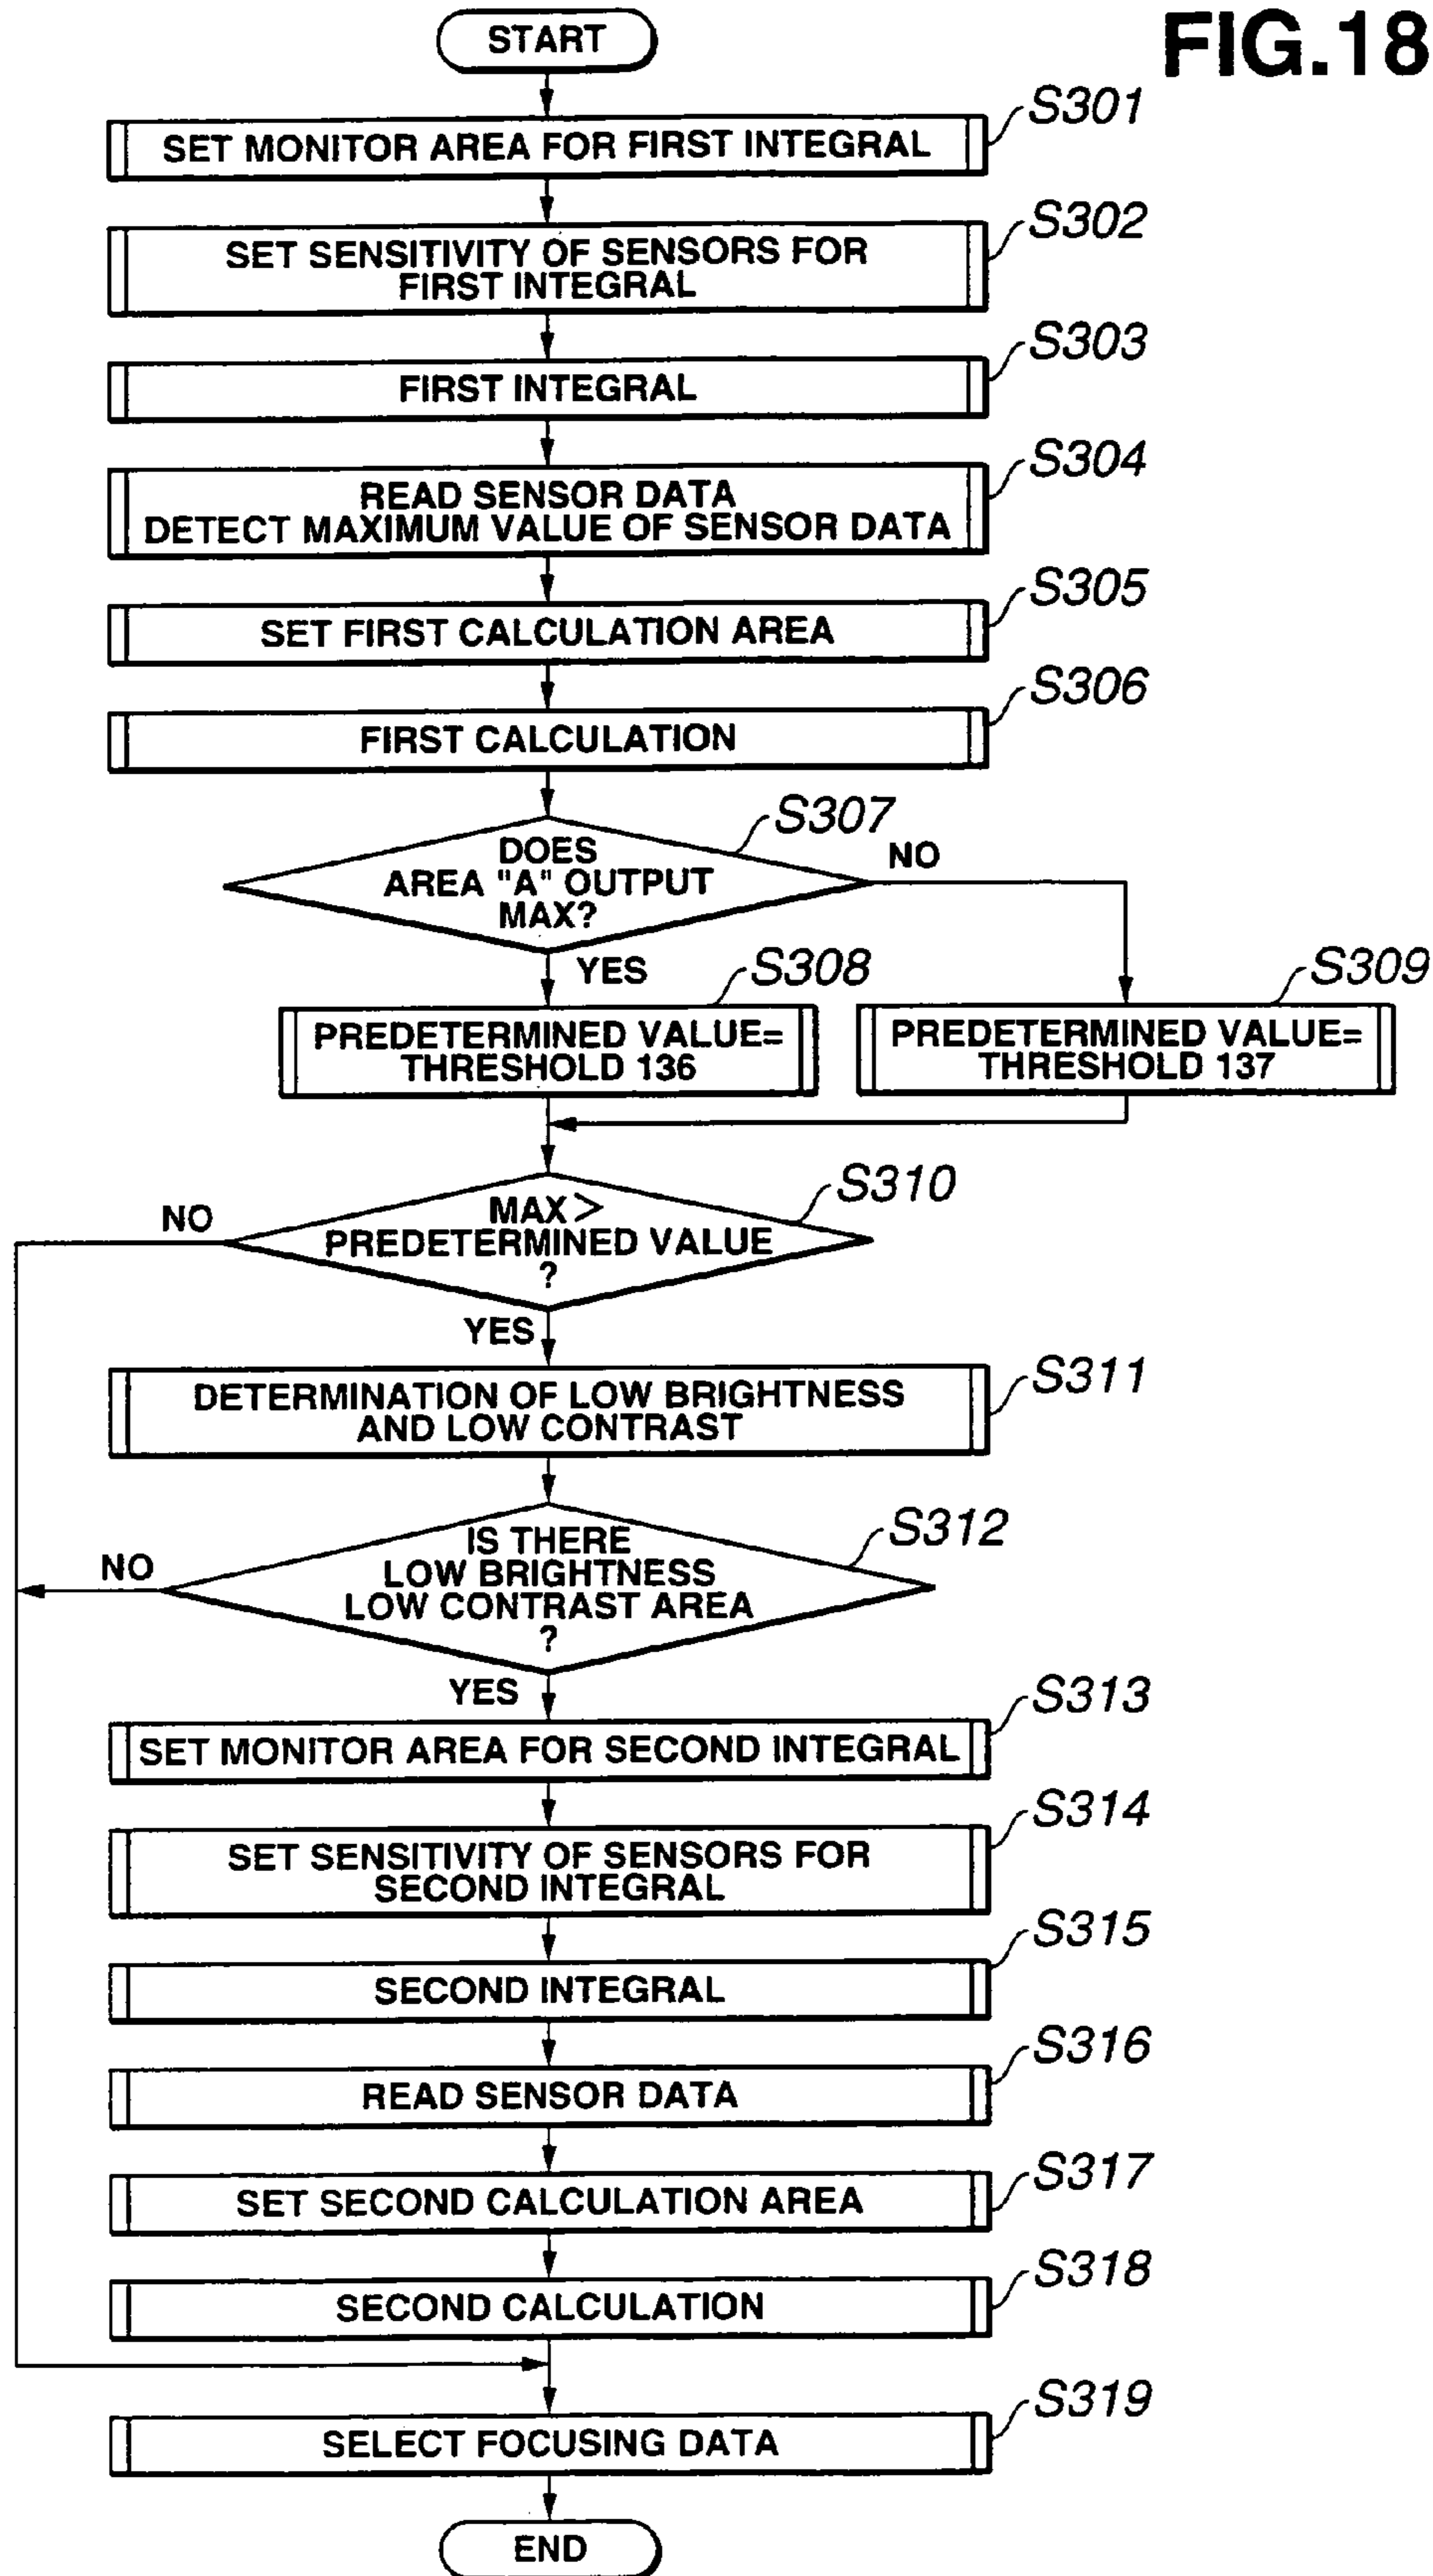 FIG.18
START
S301
SET MONITOR AREA FOR FIRST INTEGRAL
S302
SET SENSITIVITY OF SENSORS FOR
FIRST INTEGRAL
S303
FIRST INTEGRAL
S304
READ SENSOR DATA
DETECT MAXIMUM VALUE OF SENSOR DATA
S305
SET FIRST CALCULATION AREA
S306
FIRST CALCULATION
S307
DOES
AREA "A" OUTPUT
MAX?
NO
YES
S308
PREDETERMINED VALUE=
THRESHOLD 136
S309
PREDETERMINED VALUE=
THRESHOLD 137
S310
MAX >
PREDETERMINED VALUE
?
NO
YES
S311
DETERMINATION OF LOW BRIGHTNESS
AND LOW CONTRAST
S312
IS THERE
LOW BRIGHTNESS
LOW CONTRAST AREA
?
NO
YES
S313
SET MONITOR AREA FOR SECOND INTEGRAL
S314
SET SENSITIVITY OF SENSORS FOR
SECOND INTEGRAL
S315
SECOND INTEGRAL
S316
READ SENSOR DATA
S317
SET SECOND CALCULATION AREA
S318
SECOND CALCULATION
S319
SELECT FOCUSING DATA
END